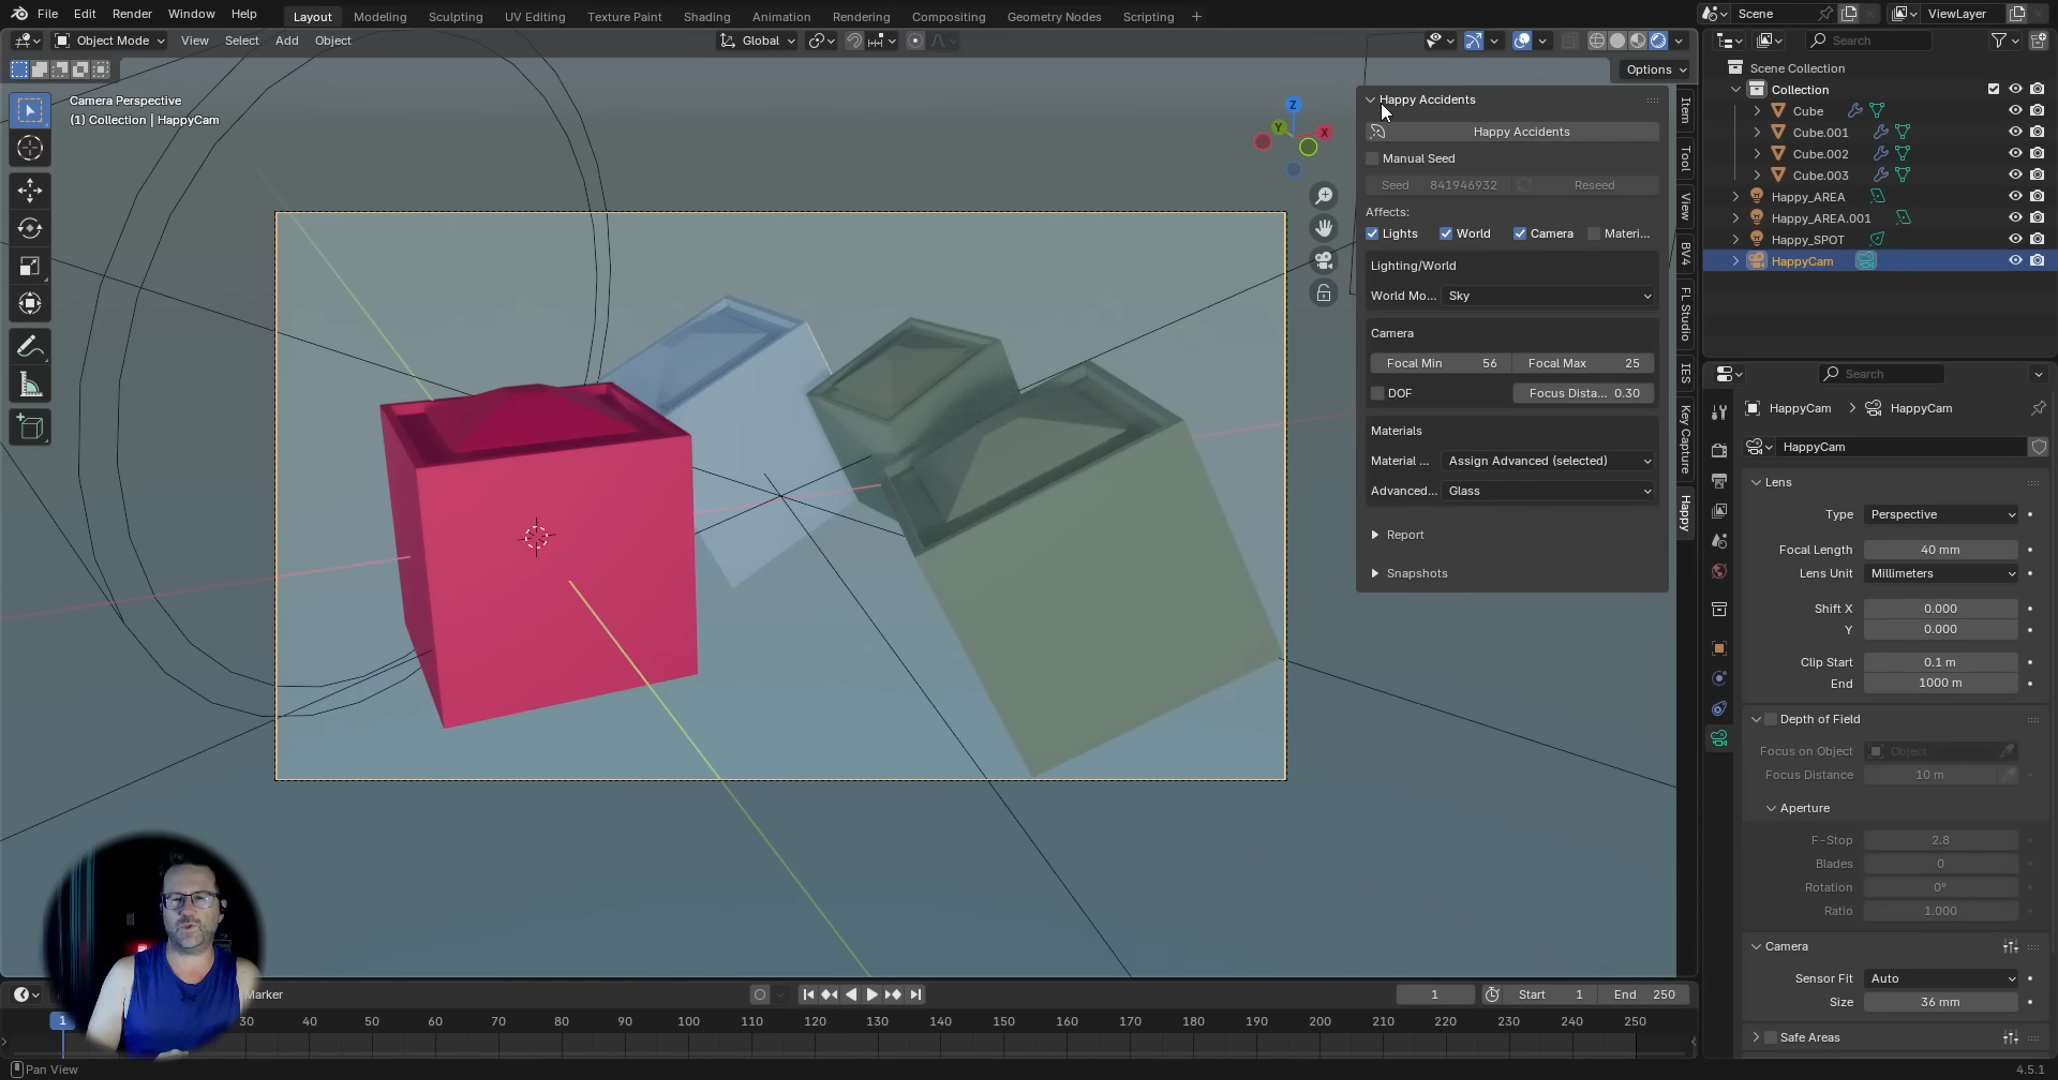 File Edit Render Window Help Layout Modeling Sculpting UV Editing Texture Paint Shading Animation Rendering Compositing Geometry Nodes Scripting Scene ViewLayer
Object Mode View Select Add Object Global Search
Options
Camera Perspective
(1) Collection | HappyCam
Happy Accidents
Happy Accidents
Manual Seed
Seed 841946932 Reseed
Affects:
Lights World Camera Materi...
Lighting/World
World Mo... Sky
Camera
Focal Min 56 Focal Max 25
DOF Focus Dista... 0.30
Materials
Material ... Assign Advanced (selected)
Advanced... Glass
Report
Snapshots
Z
Y
X
Item
Tool
View
BV4
FL Studio
IES
Key Capture
Happy
Scene Collection
Collection
Cube
Cube.001
Cube.002
Cube.003
Happy_AREA
Happy_AREA.001
Happy_SPOT
HappyCam
Search
HappyCam HappyCam
HappyCam
Lens
Type Perspective
Focal Length 40 mm
Lens Unit Millimeters
Shift X 0.000
Y 0.000
Clip Start 0.1 m
End 1000 m
Depth of Field
Focus on Object Object
Focus Distance 10 m
Aperture
F-Stop 2.8
Blades 0
Rotation 0°
Ratio 1.000
Camera
Sensor Fit Auto
Size 36 mm
Safe Areas
Marker 1 Start 1 End 250
1 30 40 50 60 70 80 90 100 110 120 130 140 150 160 170 180 190 200 210 220 230 240 250
Pan View 4.5.1